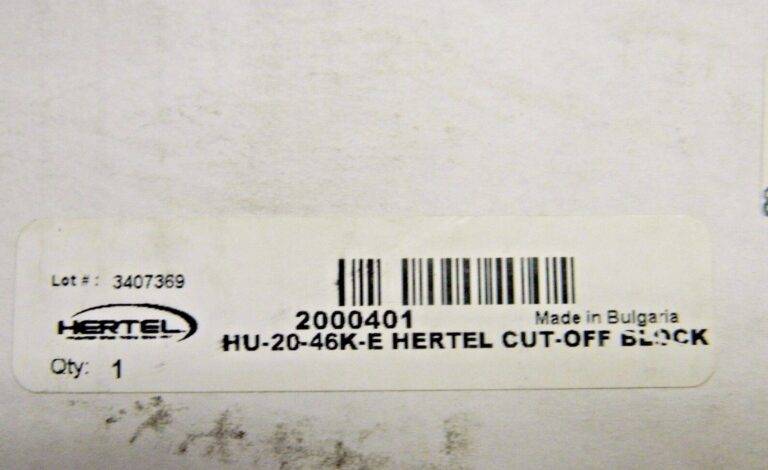 Lot #: 3407369
HERTEL
2000401
Made in Bulgaria
HU-20-46K-E HERTEL CUT-OFF BLOCK
Qty: 1